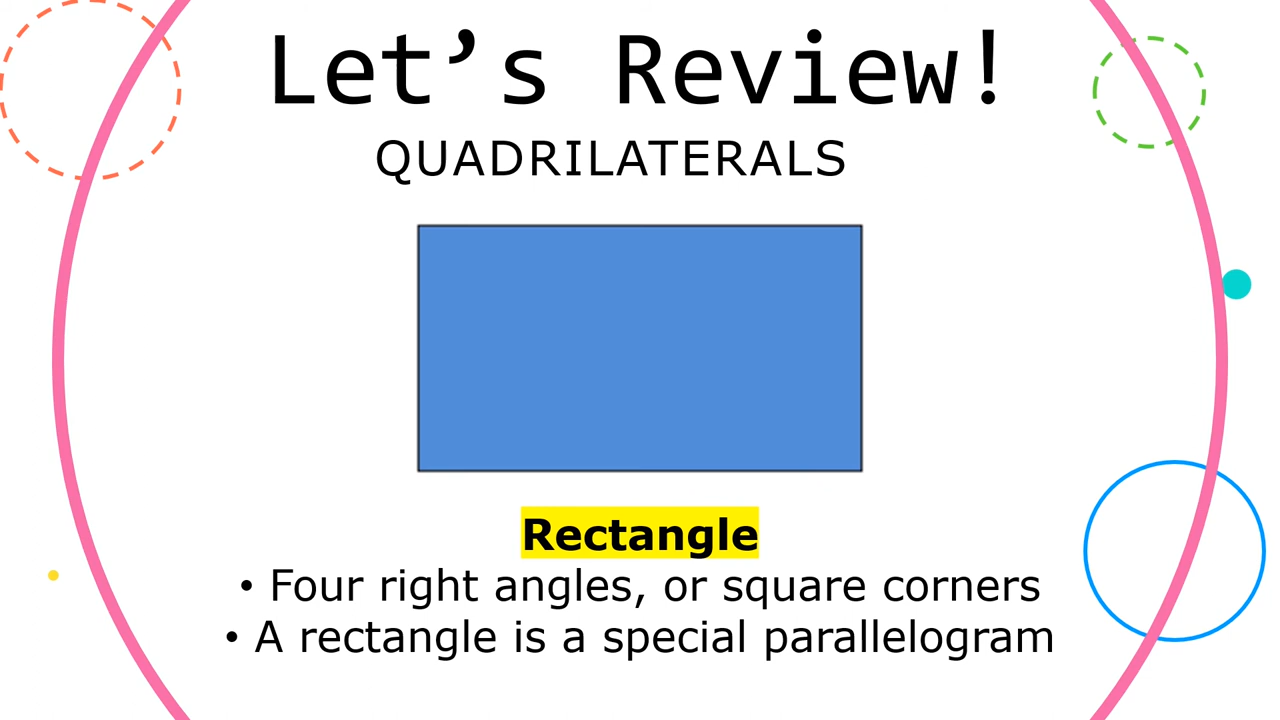 Let’s Review!
QUADRILATERALS
Rectangle
• Four right angles, or square corners
• A rectangle is a special parallelogram